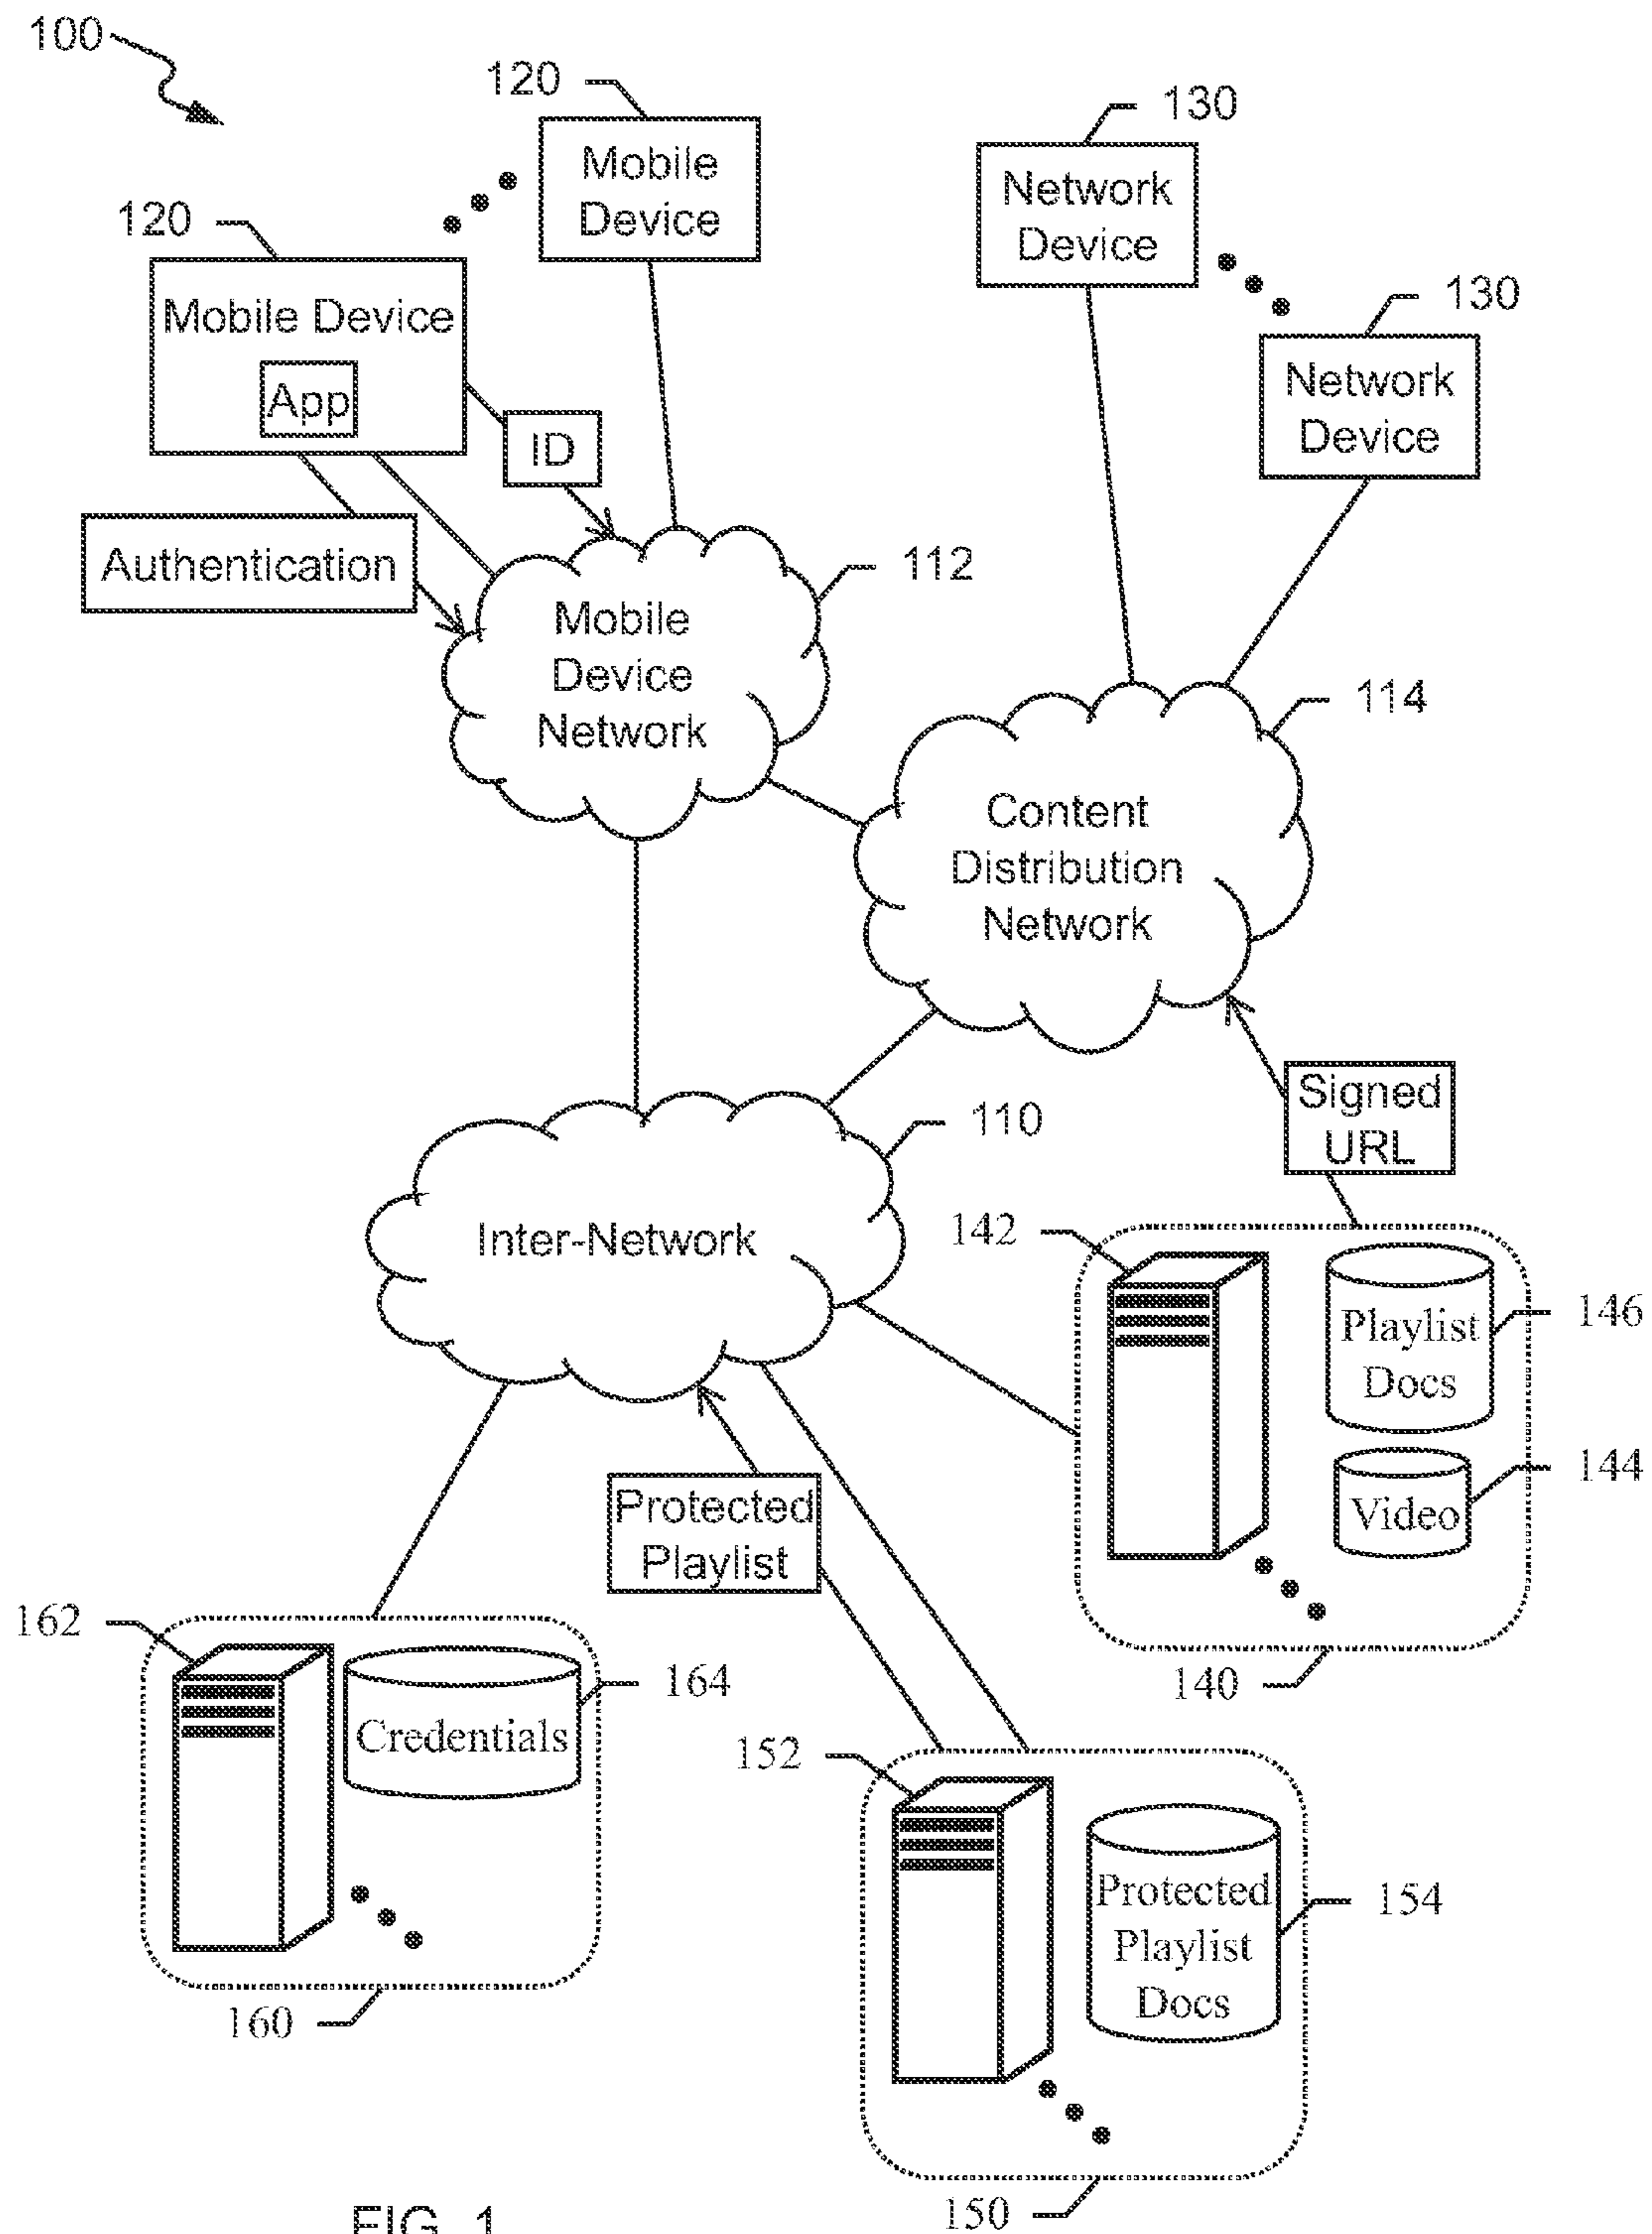 100
120
Mobile
Device
130
Network
Device
120
Mobile Device
App
130
Network
Device
ID
Authentication
112
Mobile
Device
Network
114
Content
Distribution
Network
Signed
URL
110
Inter-Network
142
Playlist
Docs
146
Video
144
Protected
Playlist
140
162
Credentials
164
152
Protected
Playlist
Docs
154
160
150
FIG. 1